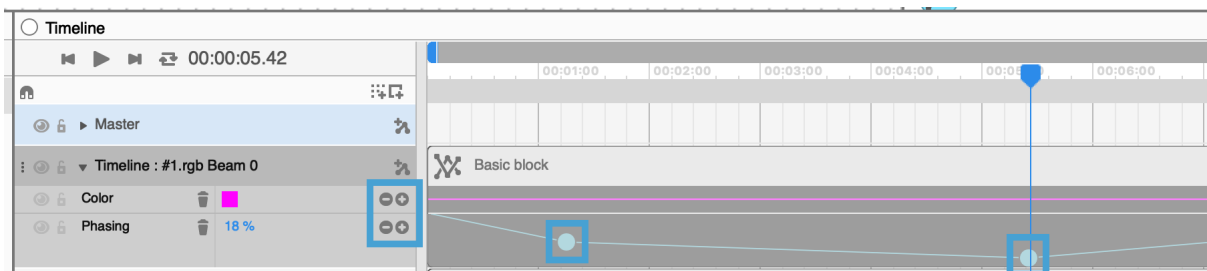 Timeline
00:00:05.42
00:01:00 00:02:00 00:03:00 00:04:00 00:06:00
Master
Timeline : #1.rgb Beam 0
Basic block
Color
Phasing 18 %